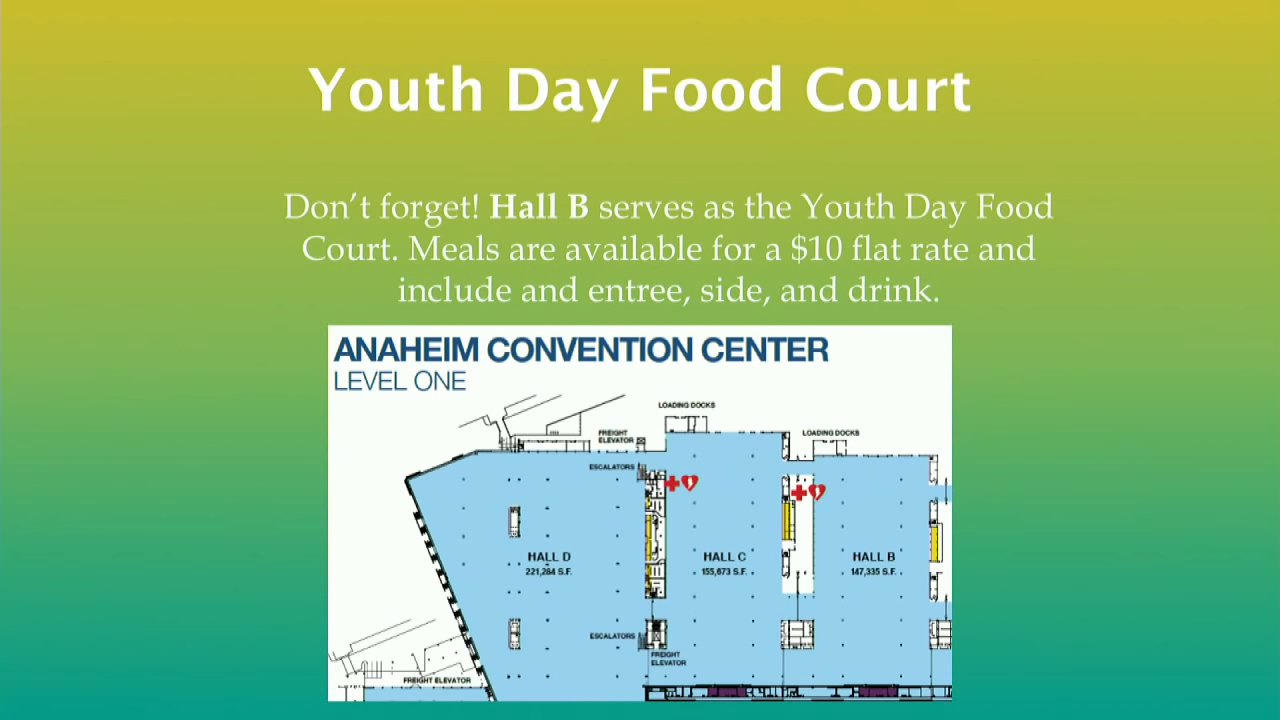 Youth Day Food Court
Don't forget! Hall B serves as the Youth Day Food
Court. Meals are available for a $10 flat rate and
include and entree, side, and drink.
ANAHEIM CONVENTION CENTER
LEVEL ONE
LOADING DOCKS
FREIGHT
ELEVATOR
LOADING DOCKS
ESCALATORS
HALL D
221,284 S.F.
HALL C
155,673 S.F.
HALL B
147,335 S.F.
ESCALATORS
FREIGHT
ELEVATOR
FREIGHT ELEVATOR